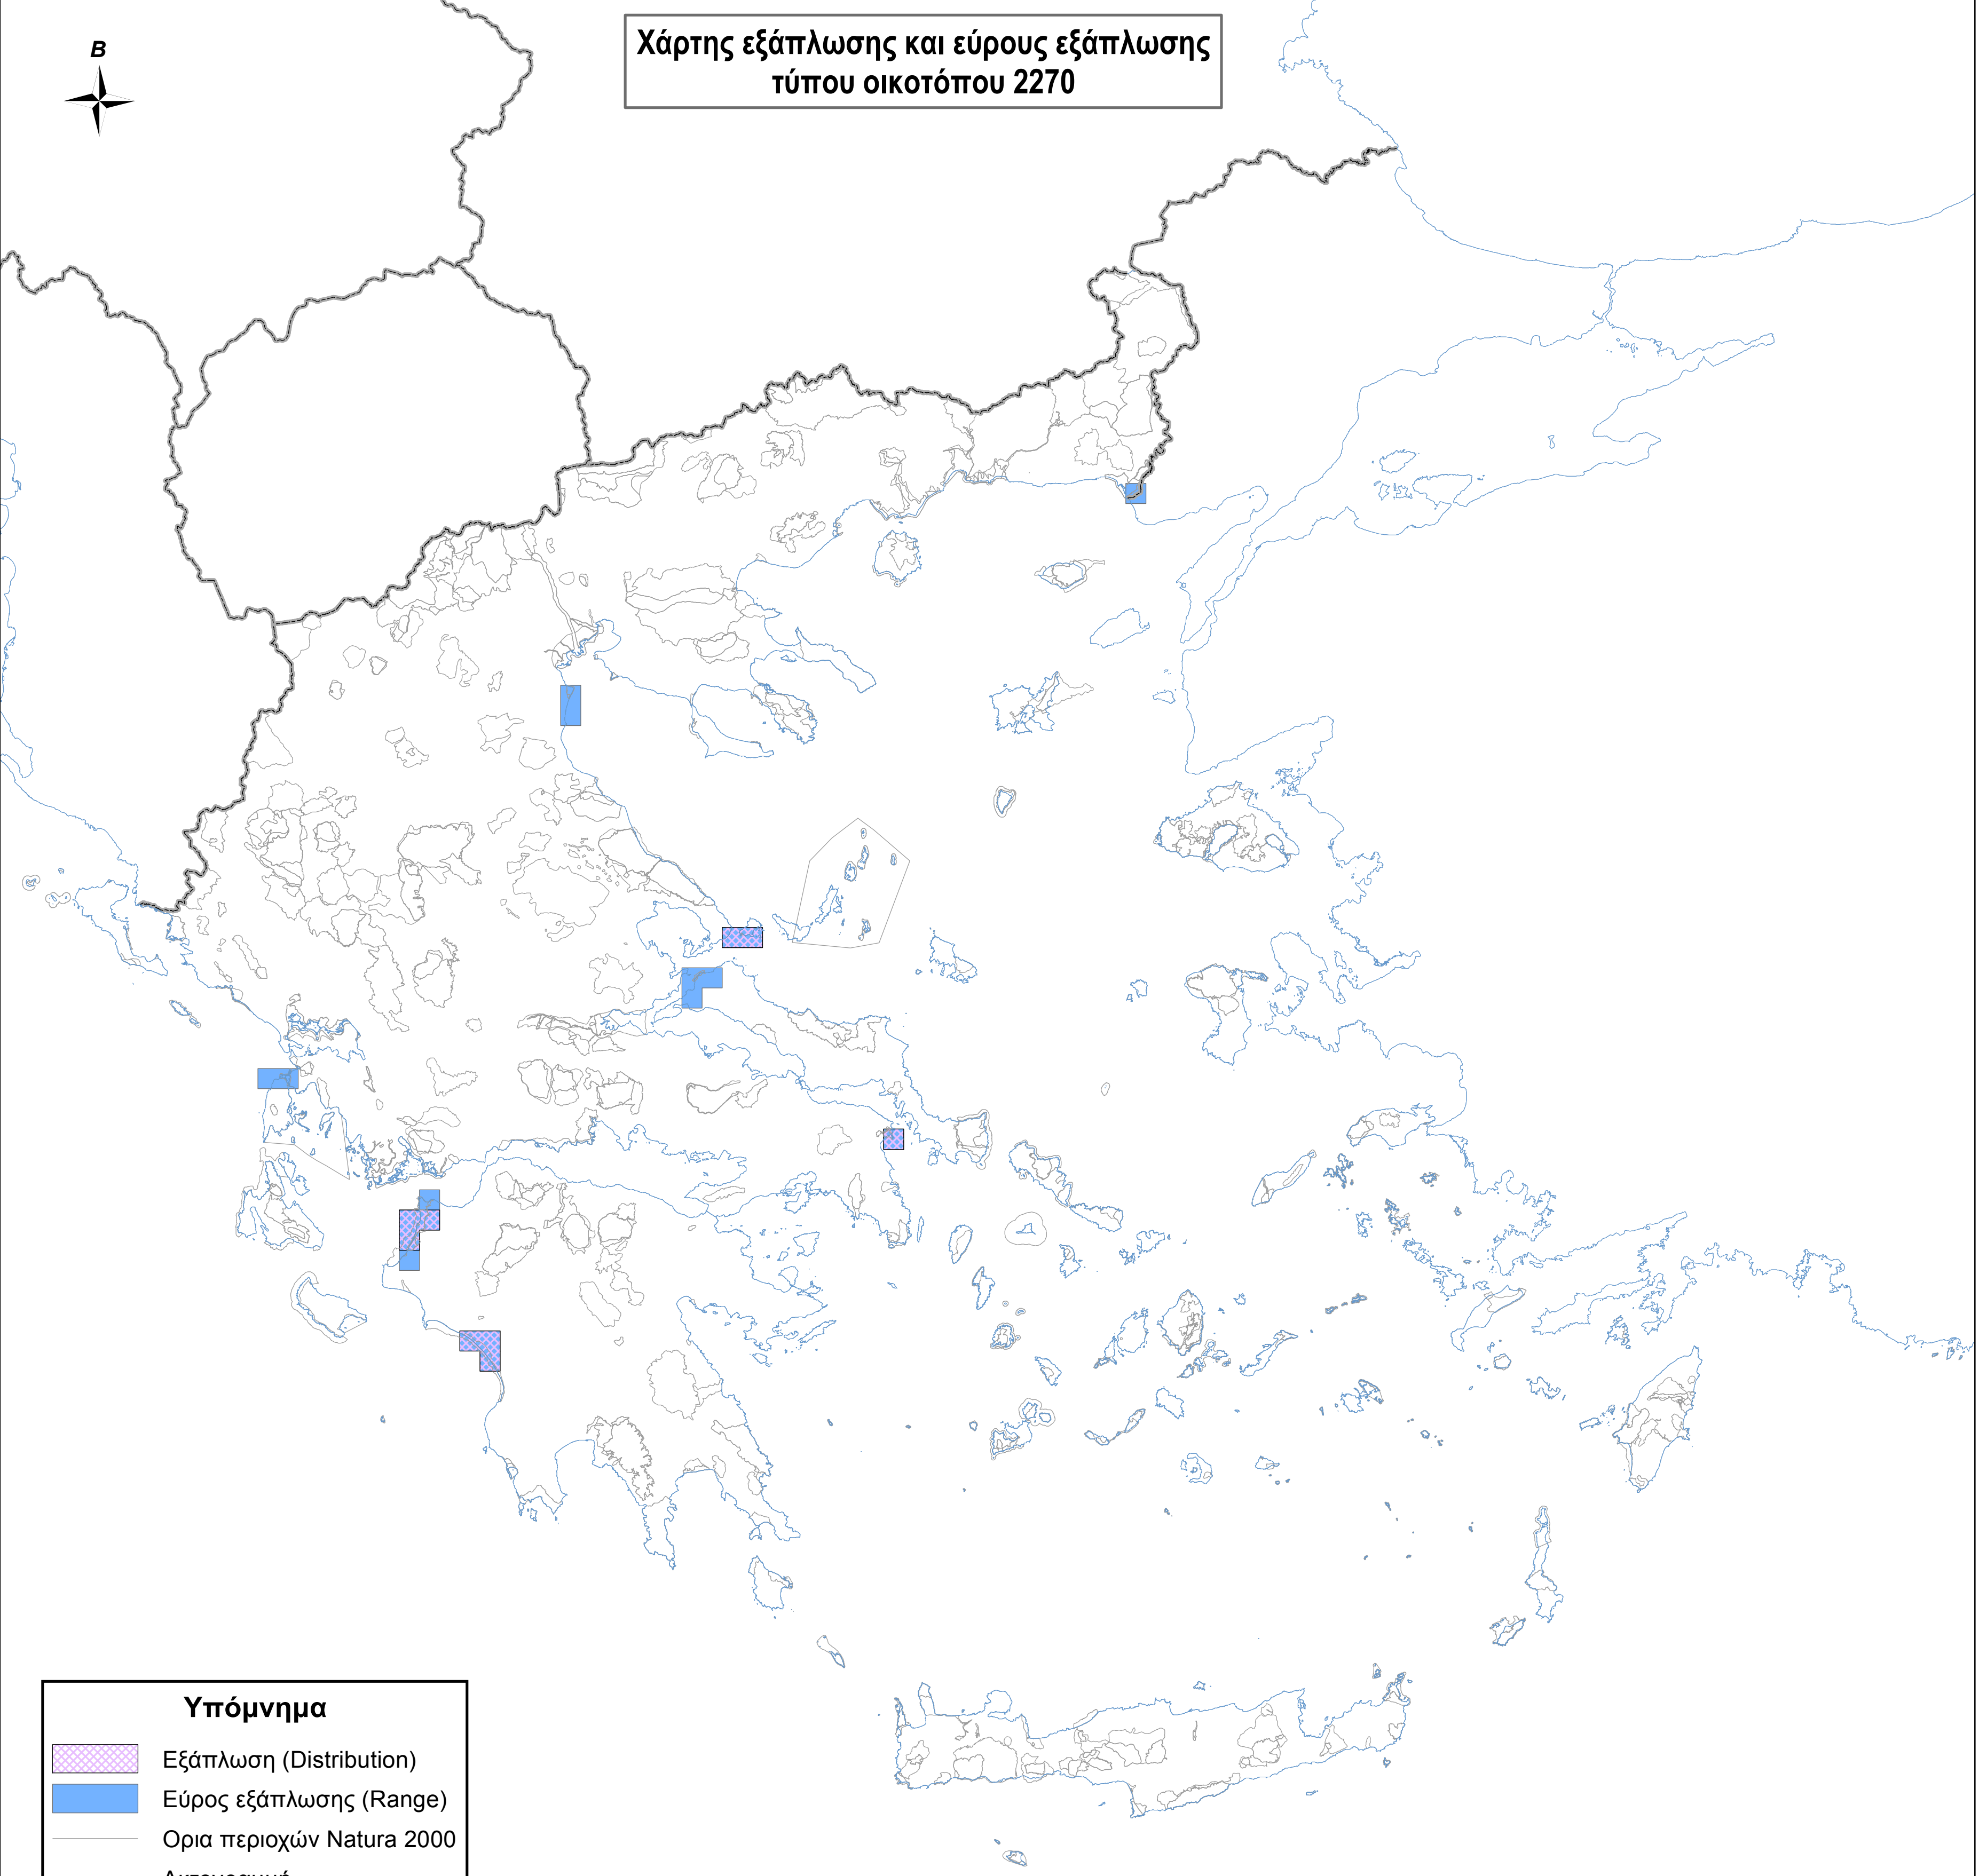 Χάρτης εξάπλωσης και εύρους εξάπλωσης
τύπου οικοτόπου 2270
Β
Υπόμνημα
Εξάπλωση (Distribution)
Εύρος εξάπλωσης (Range)
Ορια περιοχών Natura 2000